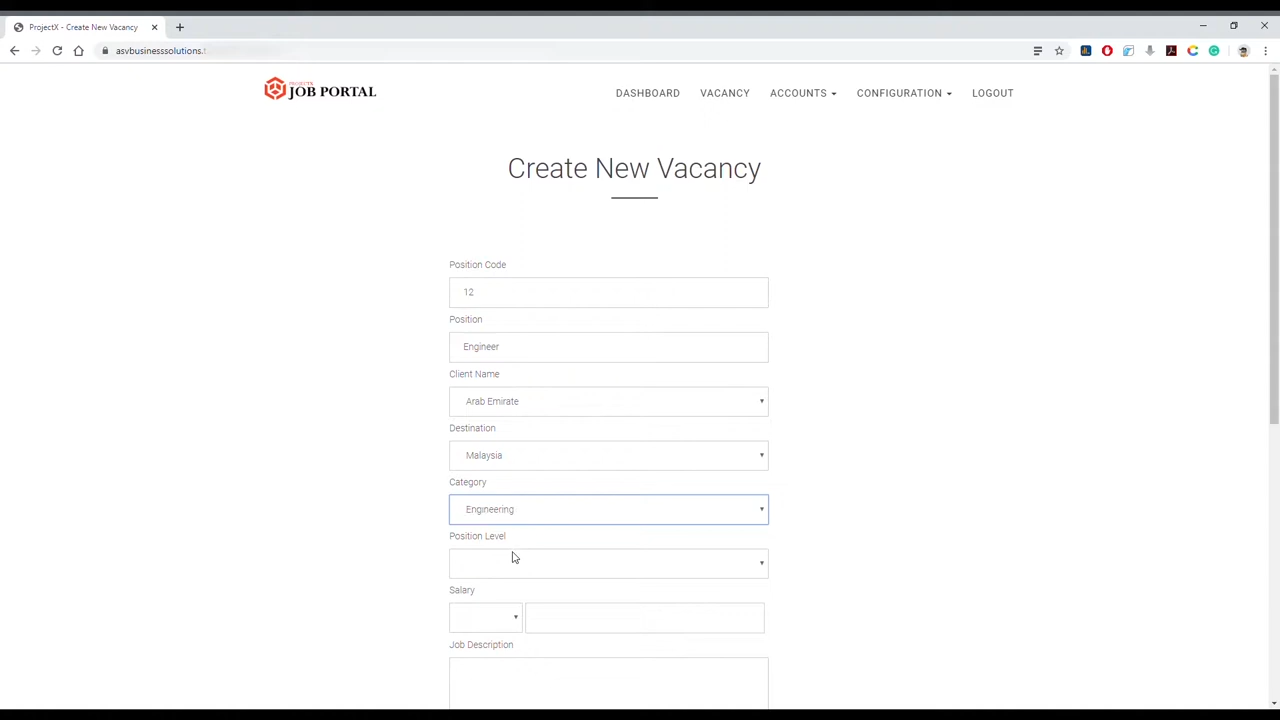 ProjectX - Create New Vacancy
asvbusinesssolutions.
JOB PORTAL
DASHBOARD VACANCY ACCOUNTS CONFIGURATION LOGOUT
Create New Vacancy
Position Code
12
Position
Engineer
Client Name
Arab Emirate
Destination
Malaysia
Category
Engineering
Position Level
Salary
Job Description